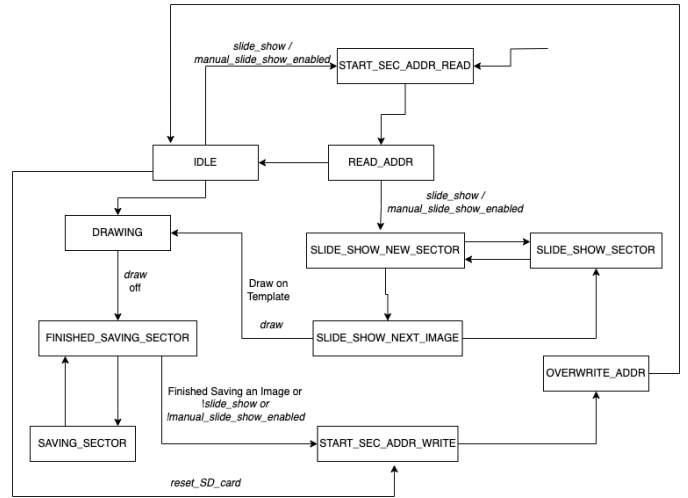 slide_show /
manual_slide_show_enabled
START_SEC_ADDR_READ
IDLE
READ_ADDR
slide_show /
manual_slide_show_enabled
DRAWING
SLIDE_SHOW_NEW_SECTOR
SLIDE_SHOW_SECTOR
draw
off
Draw on
Template
draw
FINISHED_SAVING_SECTOR
SLIDE_SHOW_NEXT_IMAGE
OVERWRITE_ADDR
Finished Saving an Image or
!slide_show or
!manual_slide_show_enabled
SAVING_SECTOR
START_SEC_ADDR_WRITE
reset_SD_card